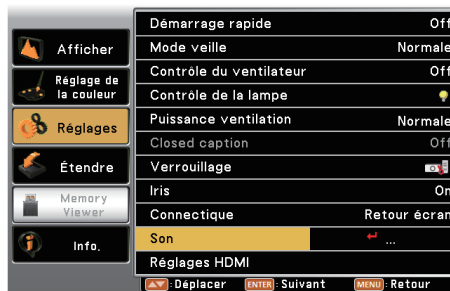 Afficher
Réglage de
la couleur
Réglages
Étendre
Memory
Viewer
Info.
Démarrage rapide Off
Mode veille Normale
Contrôle du ventilateur Off
Contrôle de la lampe
Puissance ventilation Normale
Closed caption Off
Verrouillage
Iris On
Connectique Retour écran
Son ...
Réglages HDMI
:Déplacer ENTER :Suivant MENU :Retour